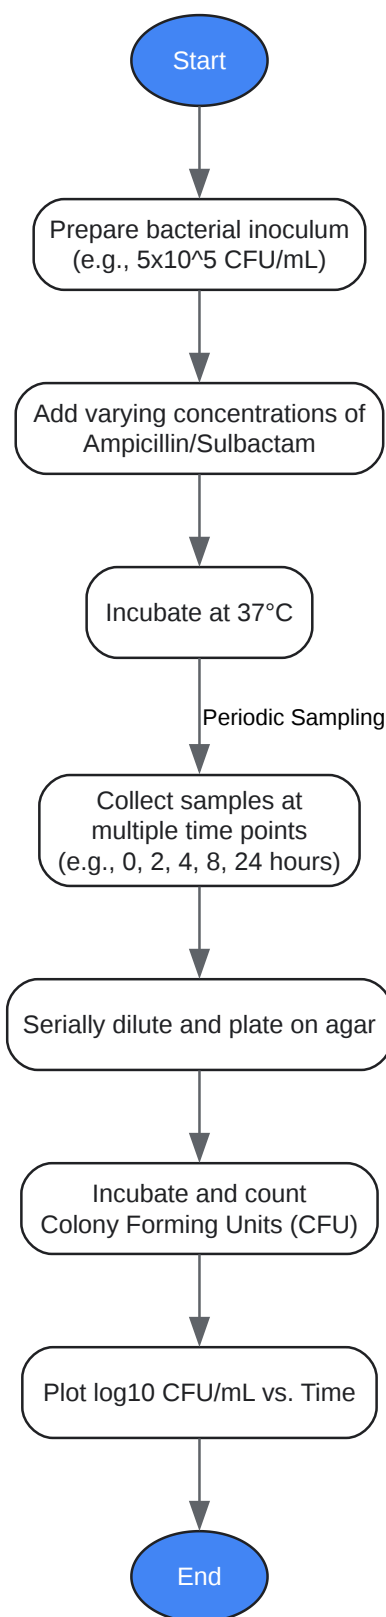 Start
Prepare bacterial inoculum
(e.g., 5x10^5 CFU/mL)
Add varying concentrations of
Ampicillin/Sulbactam
Incubate at 37°C
Periodic Sampling
Collect samples at
multiple time points
(e.g., 0, 2, 4, 8, 24 hours)
Serially dilute and plate on agar
Incubate and count
Colony Forming Units (CFU)
Plot log10 CFU/mL vs. Time
End